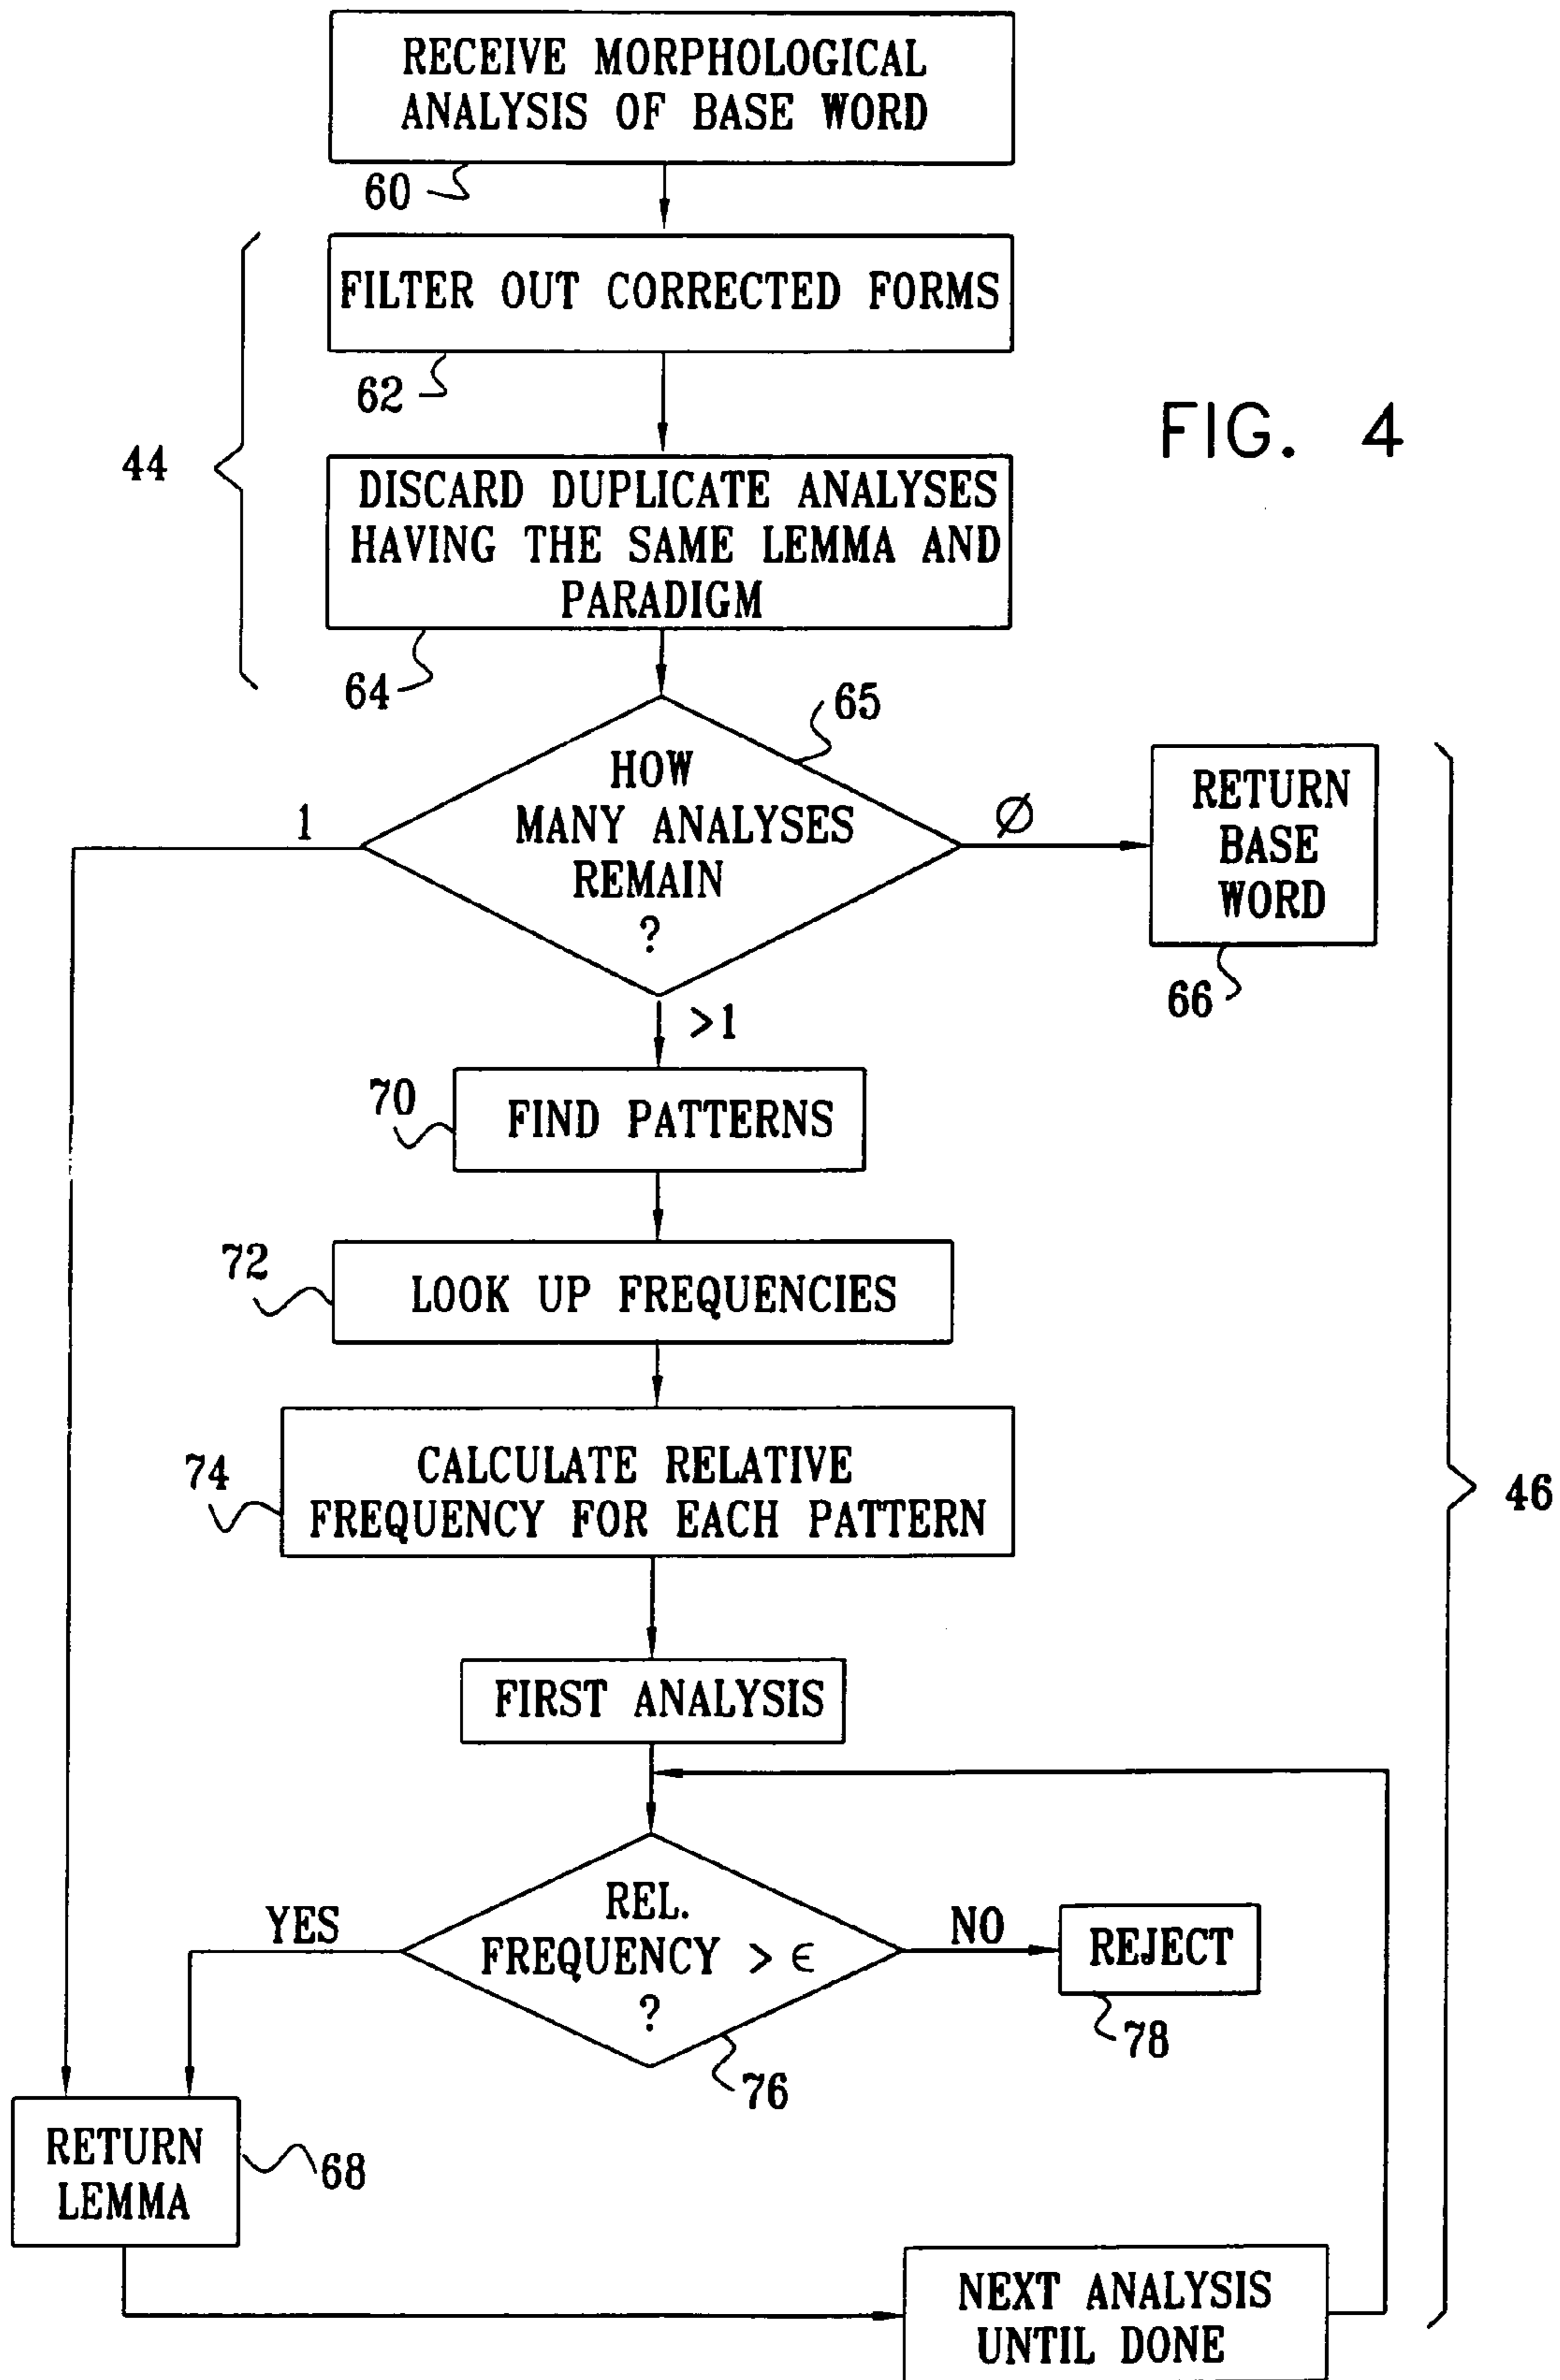 RECEIVE MORPHOLOGICAL
ANALYSIS OF BASE WORD
60
FILTER OUT CORRECTED FORMS
62
FIG. 4
44
DISCARD DUPLICATE ANALYSES
HAVING THE SAME LEMMA AND
PARADIGM
64
65
HOW
MANY ANALYSES
REMAIN
?
1
Ø
RETURN
BASE
WORD
66
>1
70
FIND PATTERNS
72
LOOK UP FREQUENCIES
74
CALCULATE RELATIVE
FREQUENCY FOR EACH PATTERN
46
FIRST ANALYSIS
REL.
FREQUENCY > ϵ
?
YES
NO
REJECT
78
76
RETURN
LEMMA
68
NEXT ANALYSIS
UNTIL DONE